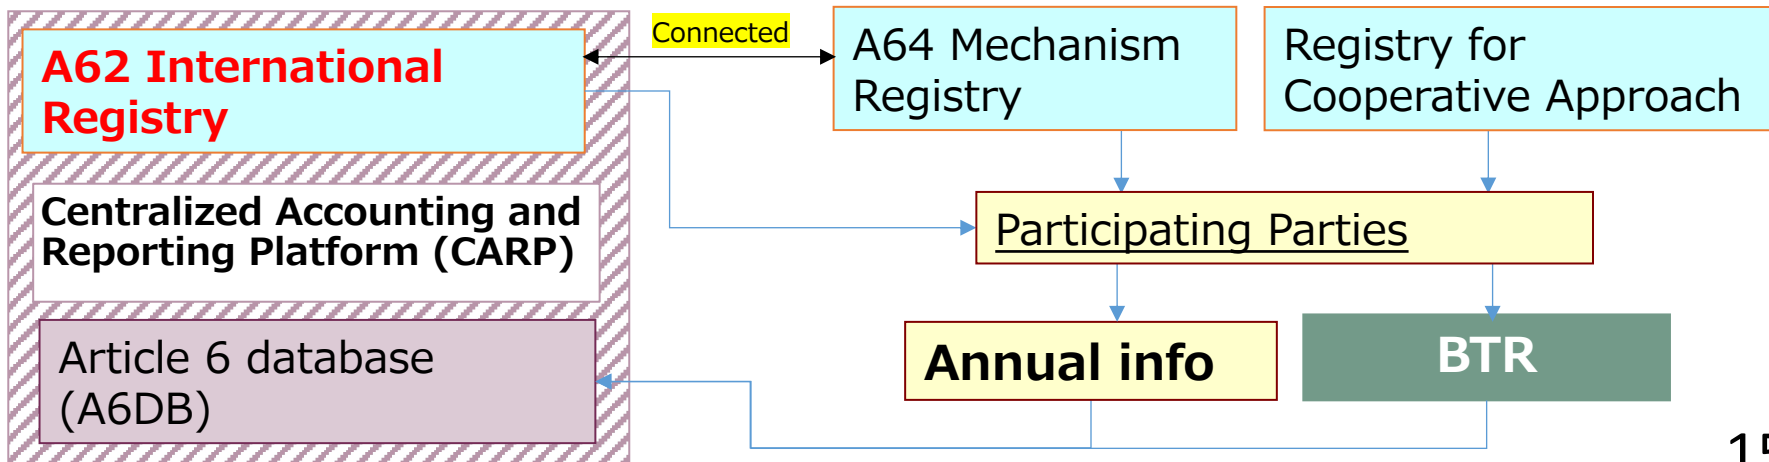 A62 International
Registry
Connected
A64 Mechanism
Registry
Registry for
Cooperative Approach
Centralized Accounting and
Reporting Platform (CARP)
Participating Parties
Article 6 database
(A6DB)
Annual info
BTR